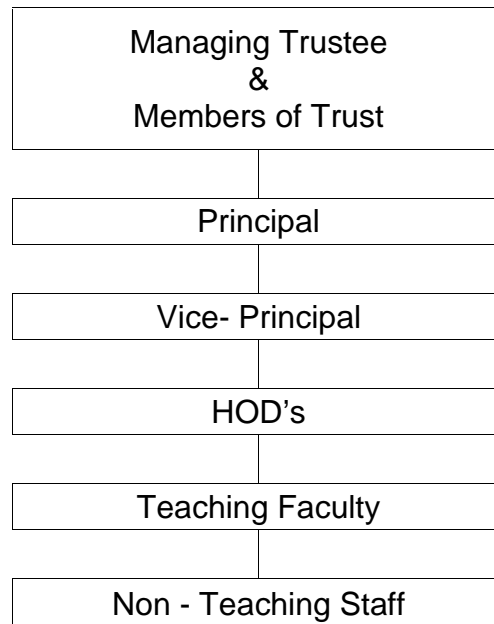 Managing Trustee
&
Members of Trust
Principal
Vice- Principal
HOD’s
Teaching Faculty
Non - Teaching Staff